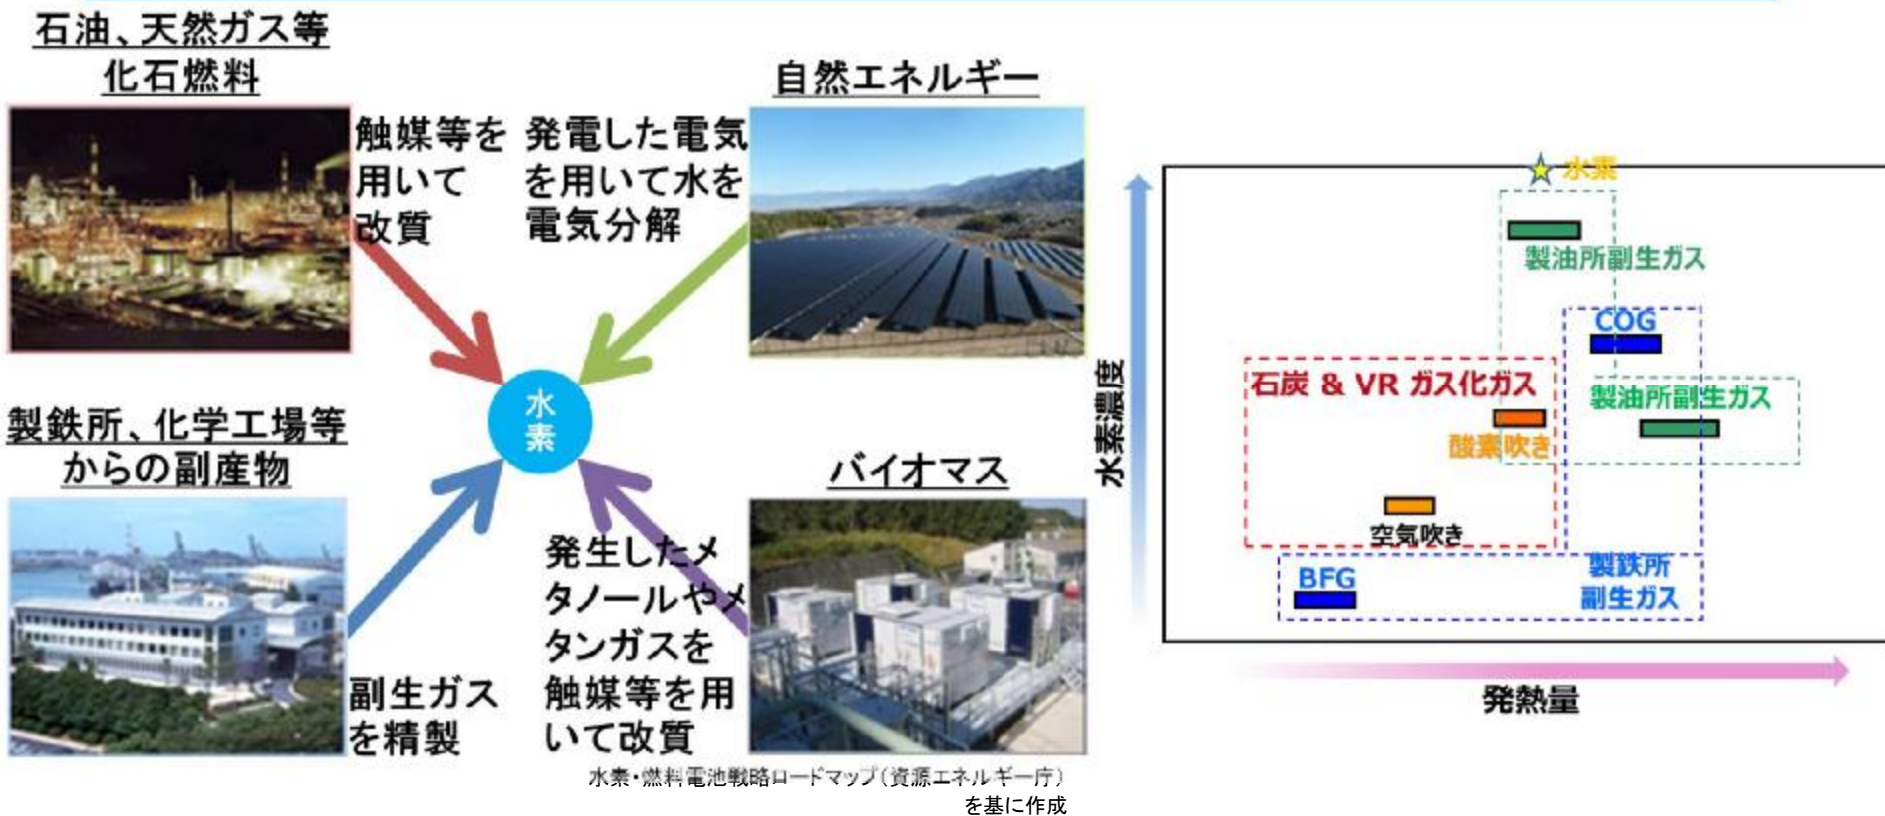 石油、天然ガス等
化石燃料
触媒等を
用いて
改質
発電した電気
を用いて水を
電気分解
自然エネルギー
水
素
製鉄所、化学工場等
からの副産物
副生ガス
を精製
バイオマス
発生したメ
タノールやメ
タンガスを
触媒等を用
いて改質
水素・燃料電池戦略ロードマップ(資源エネルギー庁)
を基に作成
水素濃度
水素
製油所副生ガス
COG
石炭 & VR ガス化ガス
製油所副生ガス
酸素吹き
空気吹き
BFG
製鉄所
副生ガス
発熱量